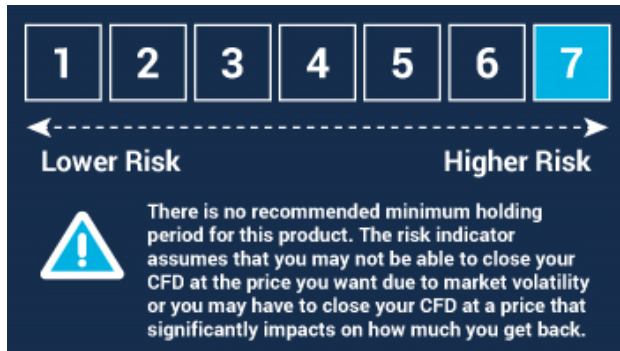 1 2 3 4 5 6 7
Lower Risk Higher Risk
There is no recommended minimum holding
period for this product. The risk indicator
assumes that you may not be able to close your
CFD at the price you want due to market volatility
or you may have to close your CFD at a price that
significantly impacts on how much you get back.